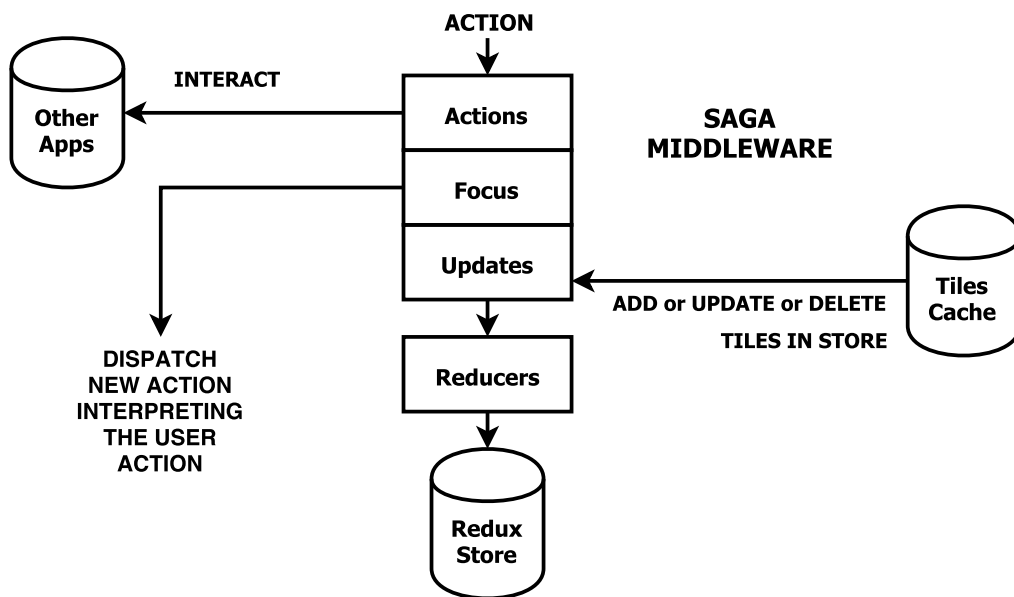 ACTION
INTERACT
Other
Apps
Actions
SAGA
MIDDLEWARE
Focus
Updates
ADD or UPDATE or DELETE
TILES IN STORE
Tiles
Cache
DISPATCH
NEW ACTION
INTERPRETING
THE USER
ACTION
Reducers
Redux
Store